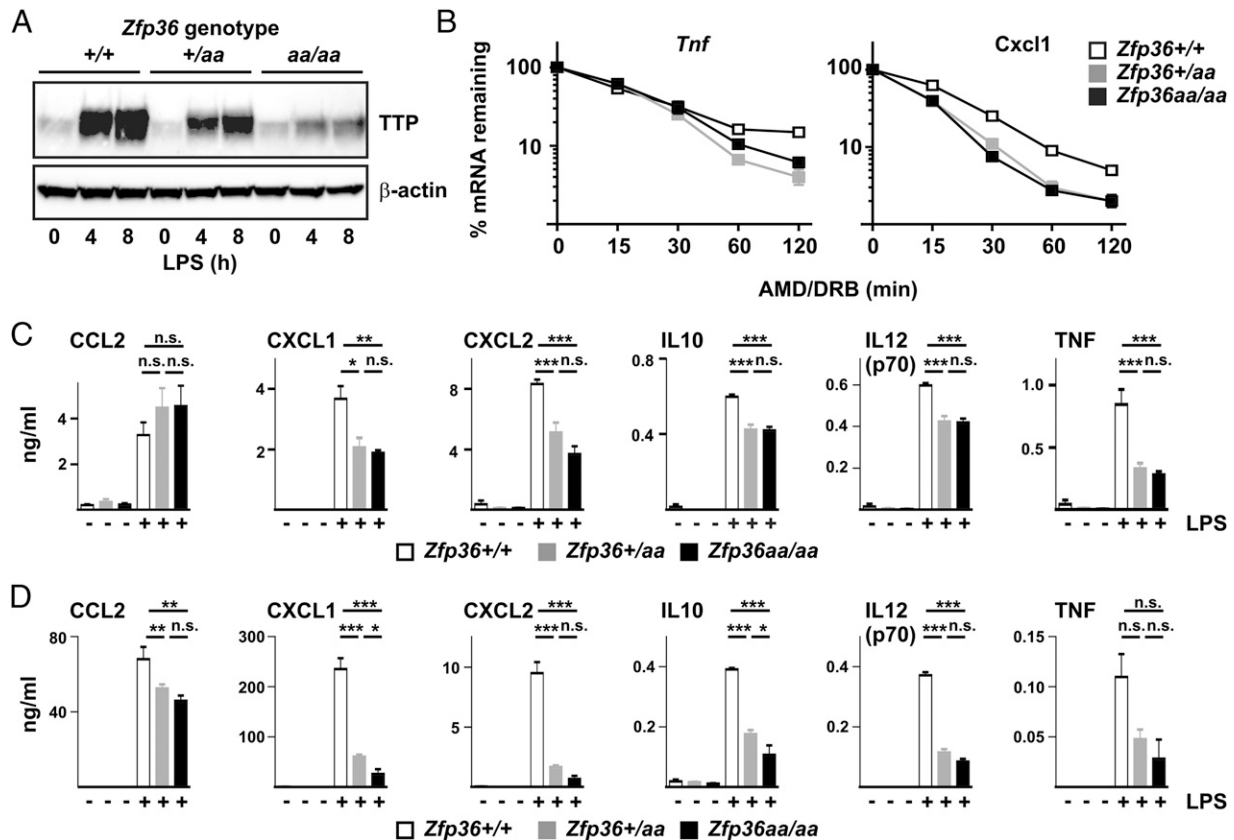 A
Zfp36 genotype
+/+ +/aa aa/aa
TTP
β-actin
0 4 8 0 4 8 0 4 8
LPS (h)
B
Tnf
Cxcl1
Zfp36+/+
Zfp36+/aa
Zfp36aa/aa
% mRNA remaining
100
10
0 15 30 60 120
100
10
0 15 30 60 120
AMD/DRB (min)
C
CCL2
n.s.
n.s. n.s.
ng/ml
4
2
- - - + + +
CXCL1
**
* n.s.
4
2
- - - + + +
CXCL2
***
*** n.s.
8
4
- - - + + +
IL10
***
*** n.s.
0.8
0.4
- - - + + +
IL12
(p70)
***
*** n.s.
0.6
0.4
0.2
- - - + + +
TNF
***
*** n.s.
1.0
0.5
- - - + + +
LPS
Zfp36+/+ Zfp36+/aa Zfp36aa/aa
D
CCL2
**
** n.s.
ng/ml
80
40
- - - + + +
CXCL1
***
*** *
300
200
100
- - - + + +
CXCL2
***
*** n.s.
10
5
- - - + + +
IL10
***
*** *
0.4
0.2
- - - + + +
IL12
(p70)
***
*** n.s.
0.4
0.2
- - - + + +
TNF
n.s.
n.s. n.s.
0.15
0.10
0.05
- - - + + +
LPS
Zfp36+/+ Zfp36+/aa Zfp36aa/aa